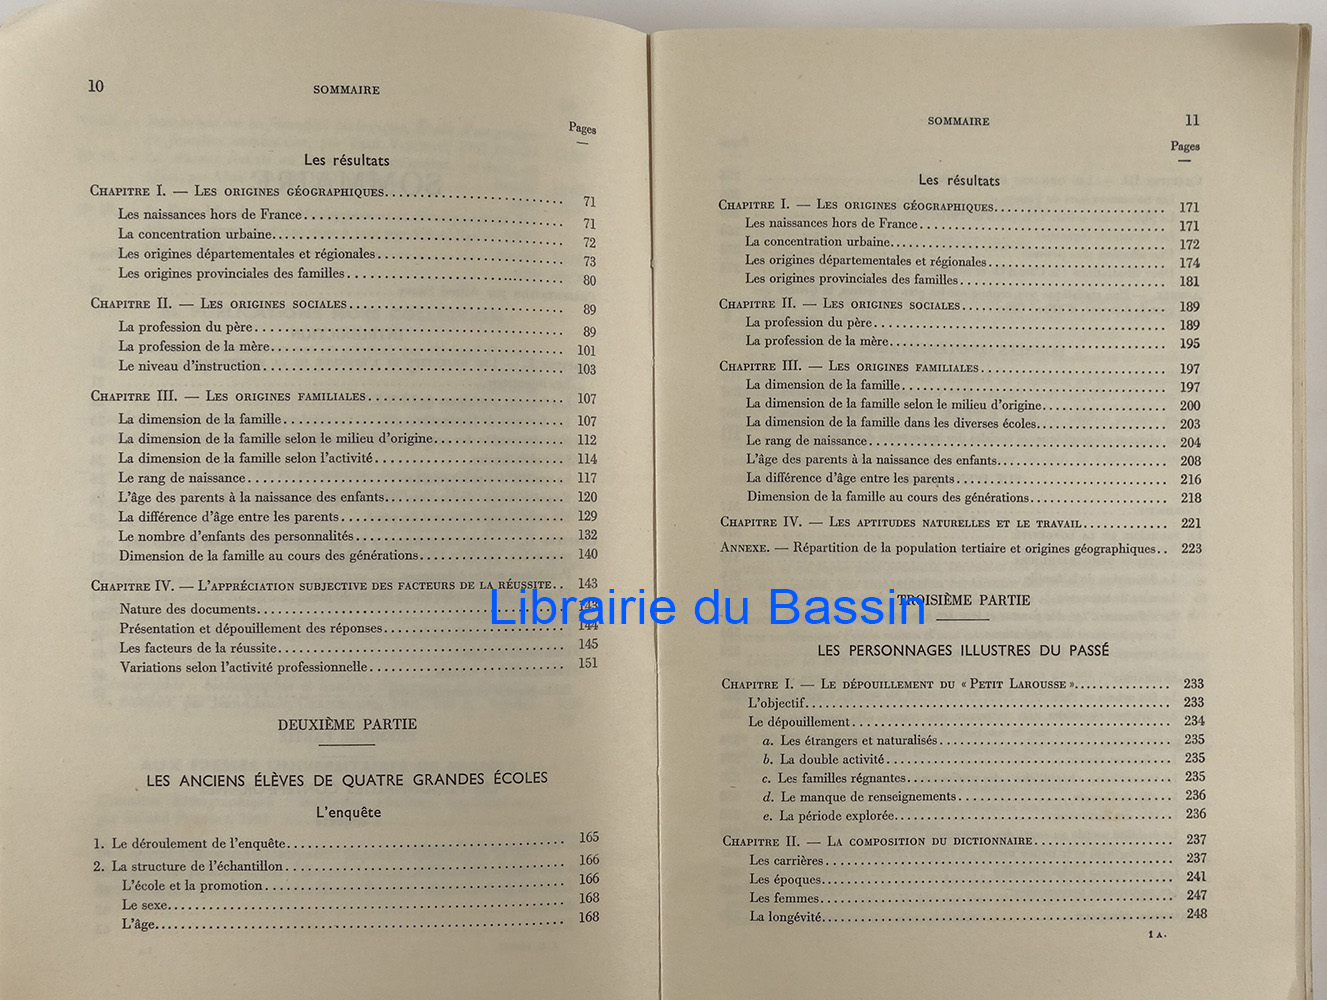 10
SOMMAIRE
Pages
Les résultats
CHAPITRE I. — LES ORIGINES GÉOGRAPHIQUES 71
Les naissances hors de France 71
La concentration urbaine 72
Les origines départementales et régionales 73
Les origines provinciales des familles 80
CHAPITRE II. — LES ORIGINES SOCIALES 89
La profession du père 89
La profession de la mère 101
Le niveau d'instruction 103
CHAPITRE III. — LES ORIGINES FAMILIALES 107
La dimension de la famille 107
La dimension de la famille selon le milieu d'origine 112
La dimension de la famille selon l'activité 114
Le rang de naissance 117
L'âge des parents à la naissance des enfants 120
La différence d'âge entre les parents 129
Le nombre d'enfants des personnalités 132
Dimension de la famille au cours des générations 140
CHAPITRE IV. — L'APPRÉCIATION SUBJECTIVE DES FACTEURS DE LA RÉUSSITE 143
Nature des documents 143
Présentation et dépouillement des réponses 144
Les facteurs de la réussite 145
Variations selon l'activité professionnelle 151
DEUXIÈME PARTIE
LES ANCIENS ÉLÈVES DE QUATRE GRANDES ÉCOLES
L'enquête
1. Le déroulement de l'enquête 165
2. La structure de l'échantillon 166
L'école et la promotion 166
Le sexe 168
L'âge 168
SOMMAIRE
11
Pages
Les résultats
CHAPITRE I. — LES ORIGINES GÉOGRAPHIQUES 171
Les naissances hors de France 171
La concentration urbaine 172
Les origines départementales et régionales 174
Les origines provinciales des familles 181
CHAPITRE II. — LES ORIGINES SOCIALES 189
La profession du père 189
La profession de la mère 195
CHAPITRE III. — LES ORIGINES FAMILIALES 197
La dimension de la famille 197
La dimension de la famille selon le milieu d'origine 200
La dimension de la famille dans les diverses écoles 203
Le rang de naissance 204
L'âge des parents à la naissance des enfants 208
La différence d'âge entre les parents 216
Dimension de la famille au cours des générations 218
CHAPITRE IV. — LES APTITUDES NATURELLES ET LE TRAVAIL 221
ANNEXE. — Répartition de la population tertiaire et origines géographiques 223
TROISIÈME PARTIE
LES PERSONNAGES ILLUSTRES DU PASSÉ
CHAPITRE I. — LE DÉPOUILLEMENT DU « PETIT LAROUSSE » 233
L'objectif 233
Le dépouillement 234
a. Les étrangers et naturalisés 235
b. La double activité 235
c. Les familles régnantes 235
d. Le manque de renseignements 236
e. La période explorée 236
CHAPITRE II. — LA COMPOSITION DU DICTIONNAIRE 237
Les carrières 237
Les époques 241
Les femmes 247
La longévité 248
1 A.
Librairie du Bassin